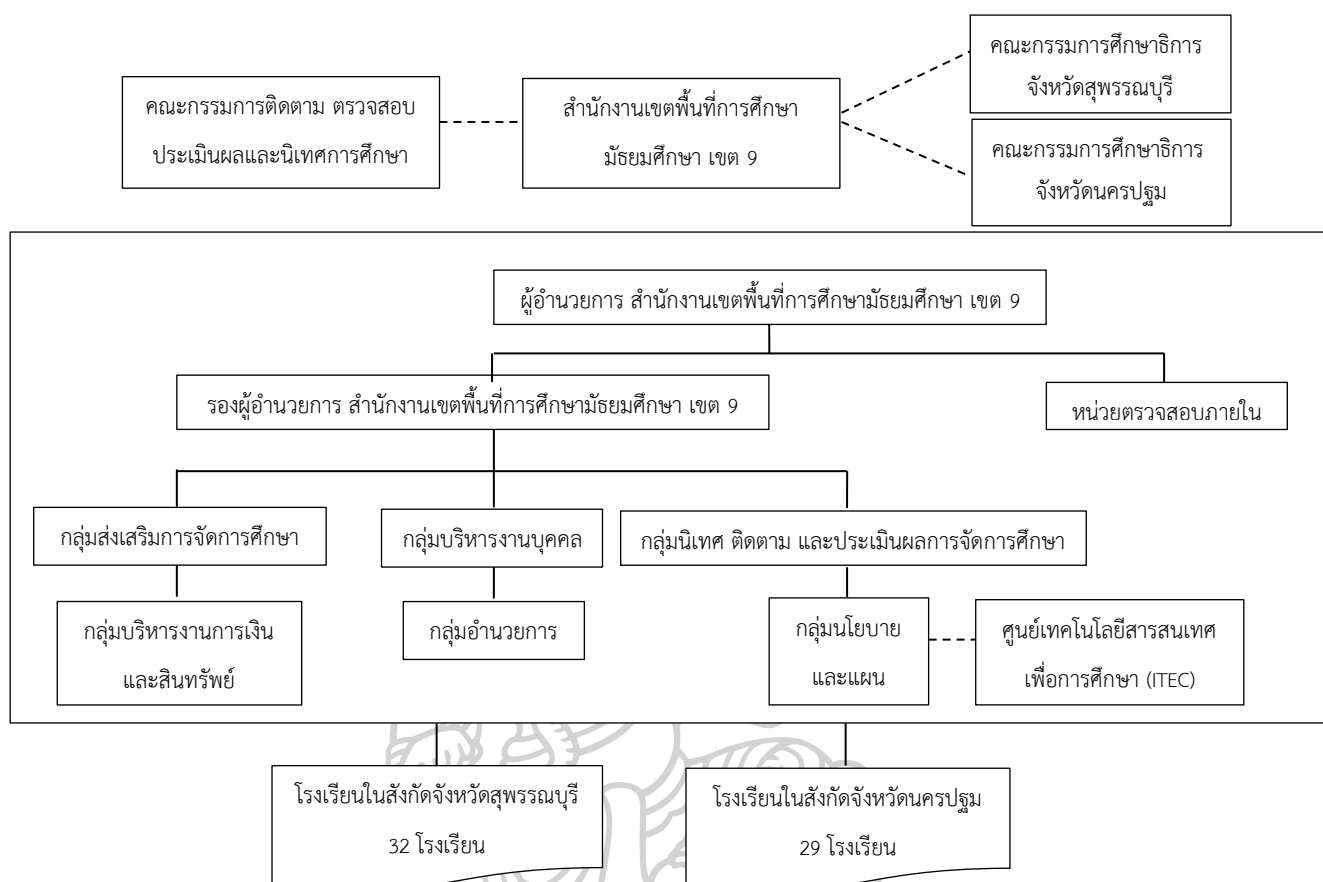 คณะกรรมการติดตาม ตรวจสอบ
ประเมินผลและนิเทศการศึกษา
สำนักงานเขตพื้นที่การศึกษา
มัธยมศึกษา เขต 9
คณะกรรมการศึกษาธิการ
จังหวัดสุพรรณบุรี
คณะกรรมการศึกษาธิการ
จังหวัดนครปฐม
ผู้อำนวยการ สำนักงานเขตพื้นที่การศึกษามัธยมศึกษา เขต 9
รองผู้อำนวยการ สำนักงานเขตพื้นที่การศึกษามัธยมศึกษา เขต 9
หน่วยตรวจสอบภายใน
กลุ่มส่งเสริมการจัดการศึกษา
กลุ่มบริหารงานบุคคล
กลุ่มนิเทศ ติดตาม และประเมินผลการจัดการศึกษา
กลุ่มบริหารงานการเงิน
และสินทรัพย์
กลุ่มอำนวยการ
กลุ่มนโยบาย
และแผน
ศูนย์เทคโนโลยีสารสนเทศ
เพื่อการศึกษา (ITEC)
โรงเรียนในสังกัดจังหวัดสุพรรณบุรี
32 โรงเรียน
โรงเรียนในสังกัดจังหวัดนครปฐม
29 โรงเรียน